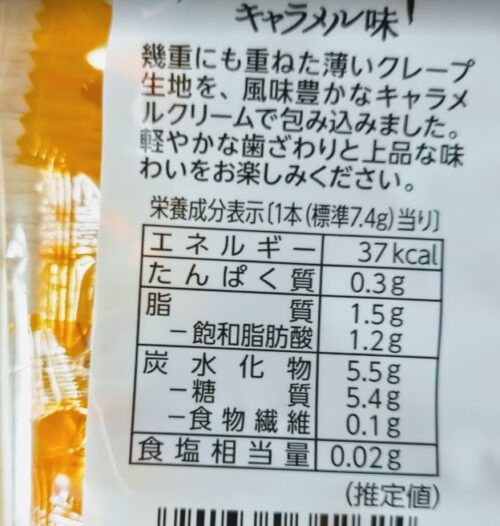 キャラメル味
幾重にも重ねた薄いクレープ
生地を、風味豊かなキャラメ
ルクリームで包み込みました。
軽やかな歯ざわりと上品な味
わいをお楽しみください。
栄養成分表示〔1本(標準7.4g)当り〕
エネルギー 37kcal
たんぱく質 0.3g
脂質 1.5g
−飽和脂肪酸 1.2g
炭水化物 5.5g
−糖質 5.4g
−食物繊維 0.1g
食塩相当量 0.02g
(推定値)